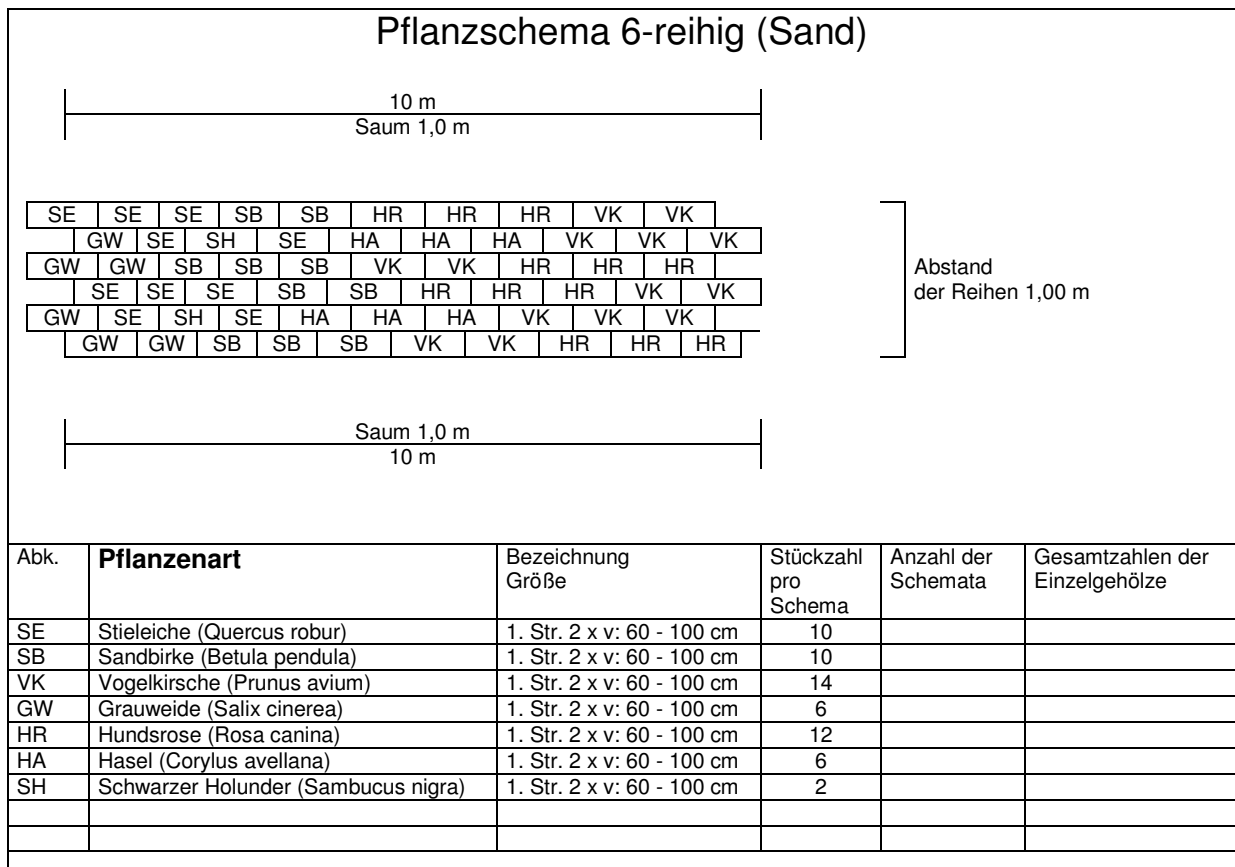 Pflanzschema 6-reihig (Sand)
10 m
Saum 1,0 m
SE SE SE SB SB HR HR HR VK VK
GW SE SH SE HA HA HA VK VK VK
GW GW SB SB SB VK VK HR HR HR
SE SE SE SB SB HR HR HR VK VK
GW SE SH SE HA HA HA VK VK VK
GW GW SB SB SB VK VK HR HR HR
Abstand
der Reihen 1,00 m
Saum 1,0 m
10 m
Abk. Pflanzenart Bezeichnung Größe Stückzahl pro Schema Anzahl der Schemata Gesamtzahlen der Einzelgehölze
SE Stieleiche (Quercus robur) 1. Str. 2 x v: 60 - 100 cm 10
SB Sandbirke (Betula pendula) 1. Str. 2 x v: 60 - 100 cm 10
VK Vogelkirsche (Prunus avium) 1. Str. 2 x v: 60 - 100 cm 14
GW Grauweide (Salix cinerea) 1. Str. 2 x v: 60 - 100 cm 6
HR Hundsrose (Rosa canina) 1. Str. 2 x v: 60 - 100 cm 12
HA Hasel (Corylus avellana) 1. Str. 2 x v: 60 - 100 cm 6
SH Schwarzer Holunder (Sambucus nigra) 1. Str. 2 x v: 60 - 100 cm 2